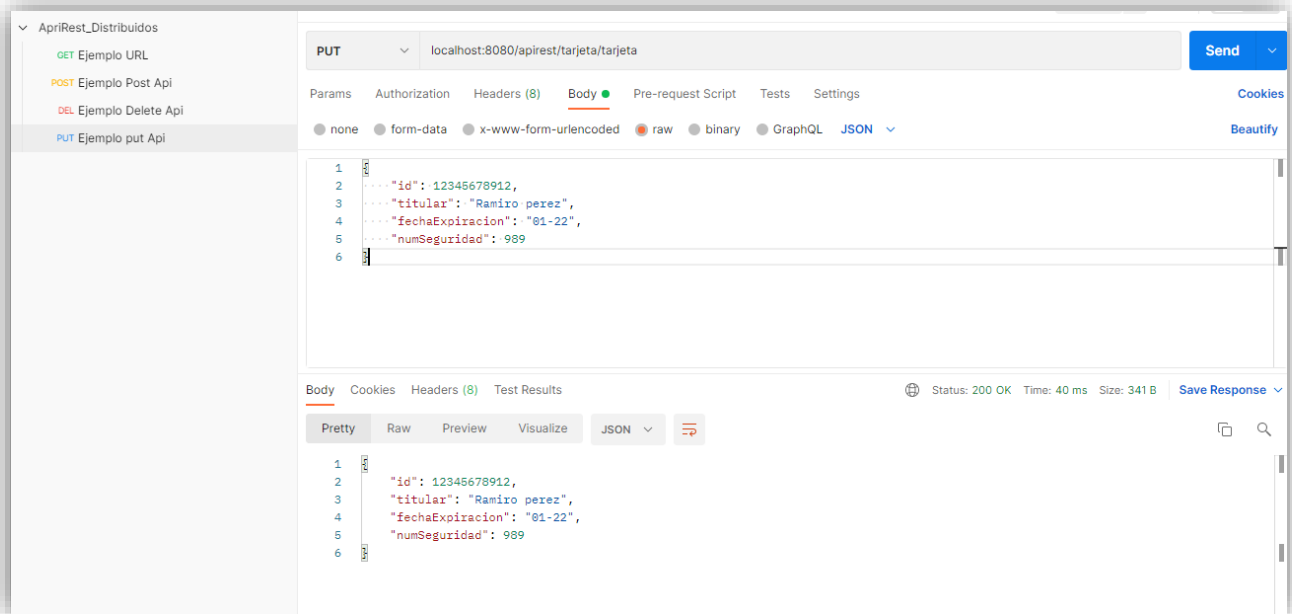 ApriRest_Distribuidos
GET Ejemplo URL
POST Ejemplo Post Api
DEL Ejemplo Delete Api
PUT Ejemplo put Api
PUT localhost:8080/apirest/tarjeta/tarjeta Send
Params Authorization Headers (8) Body Pre-request Script Tests Settings Cookies
none form-data x-www-form-urlencoded raw binary GraphQL JSON Beautify
1 {
2 "id": 12345678912,
3 "titular": "Ramiro perez",
4 "fechaExpiracion": "01-22",
5 "numSeguridad": 989
6 }
Body Cookies Headers (8) Test Results Status: 200 OK Time: 40 ms Size: 341 B Save Response
Pretty Raw Preview Visualize JSON
1 {
2 "id": 12345678912,
3 "titular": "Ramiro perez",
4 "fechaExpiracion": "01-22",
5 "numSeguridad": 989
6 }